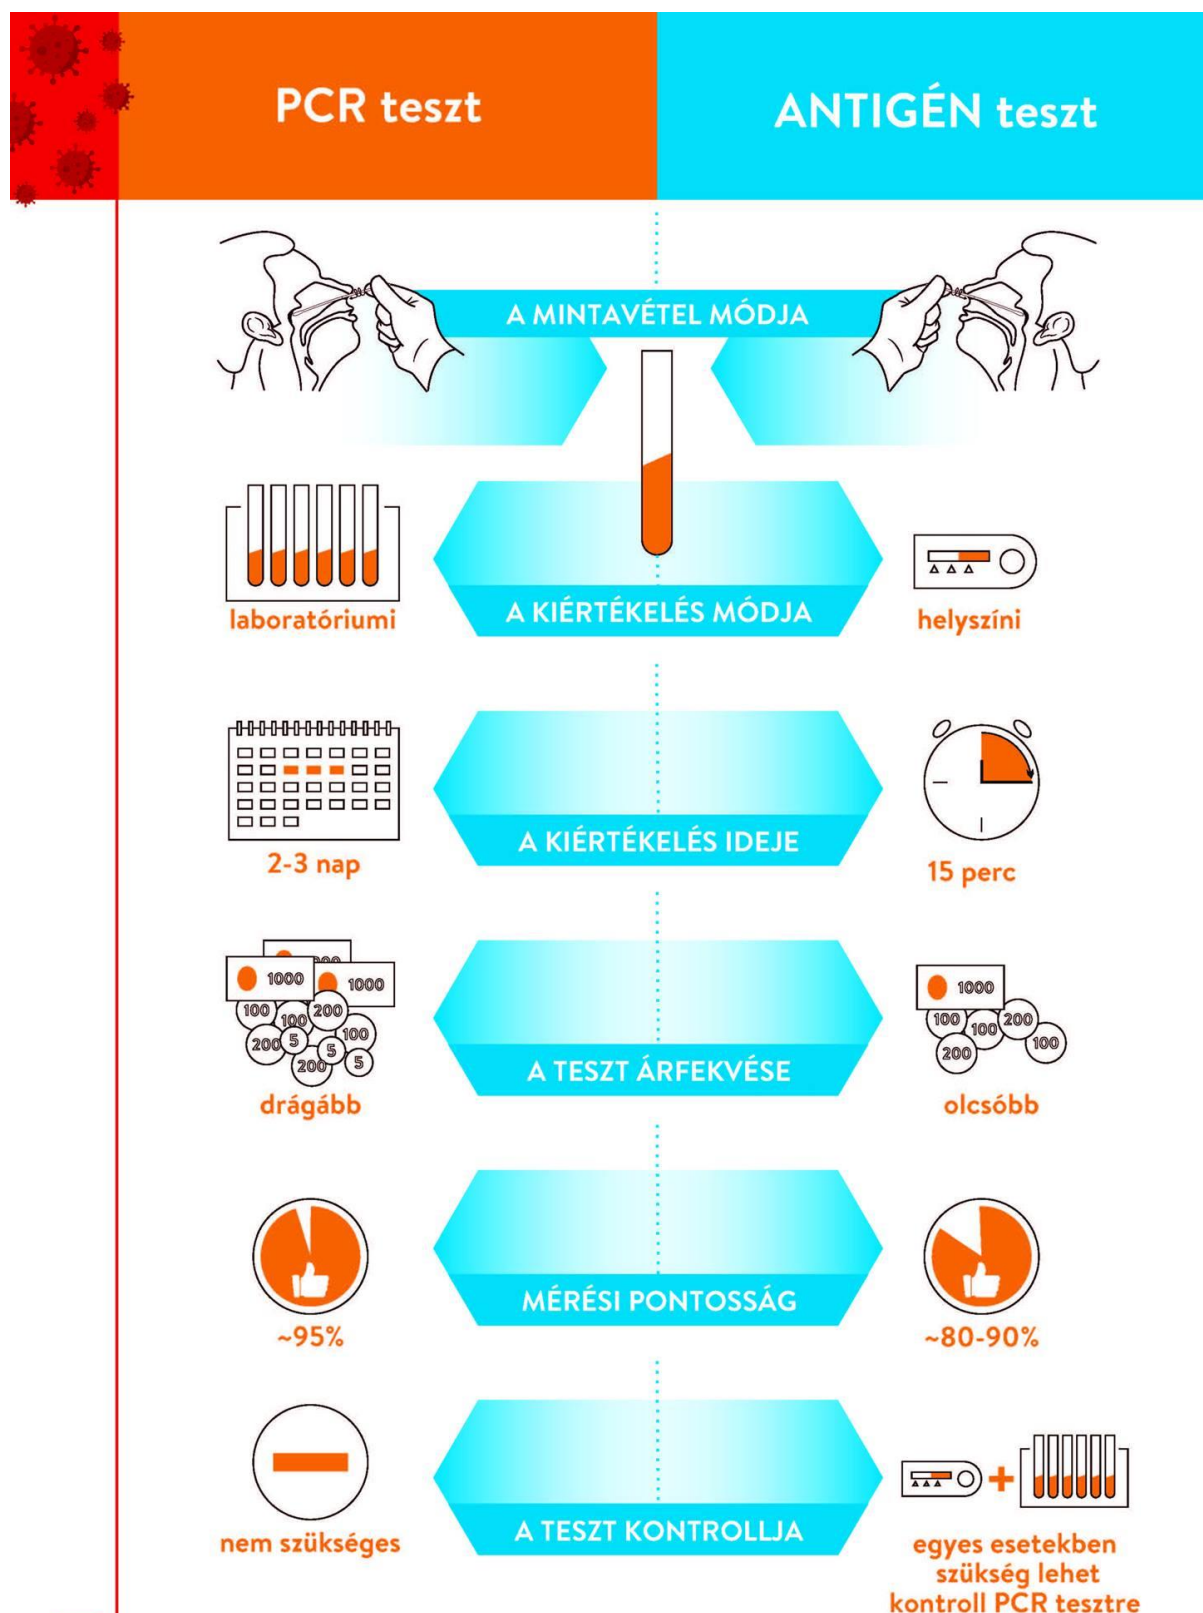 PCR teszt
ANTIGÉN teszt
A MINTAVÉTEL MÓDJA
laboratóriumi
A KIÉRTÉKELÉS MÓDJA
helyszíni
2-3 nap
A KIÉRTÉKELÉS IDEJE
15 perc
1000
1000
100
100
200
100
200
5
5
200
5
drágább
A TESZT ÁRFEKVÉSE
1000
100
100
200
100
200
olcsóbb
~95%
MÉRÉSI PONTOSSÁG
~80-90%
nem szükséges
A TESZT KONTROLLJA
egyes esetekben
szükség lehet
kontroll PCR tesztre